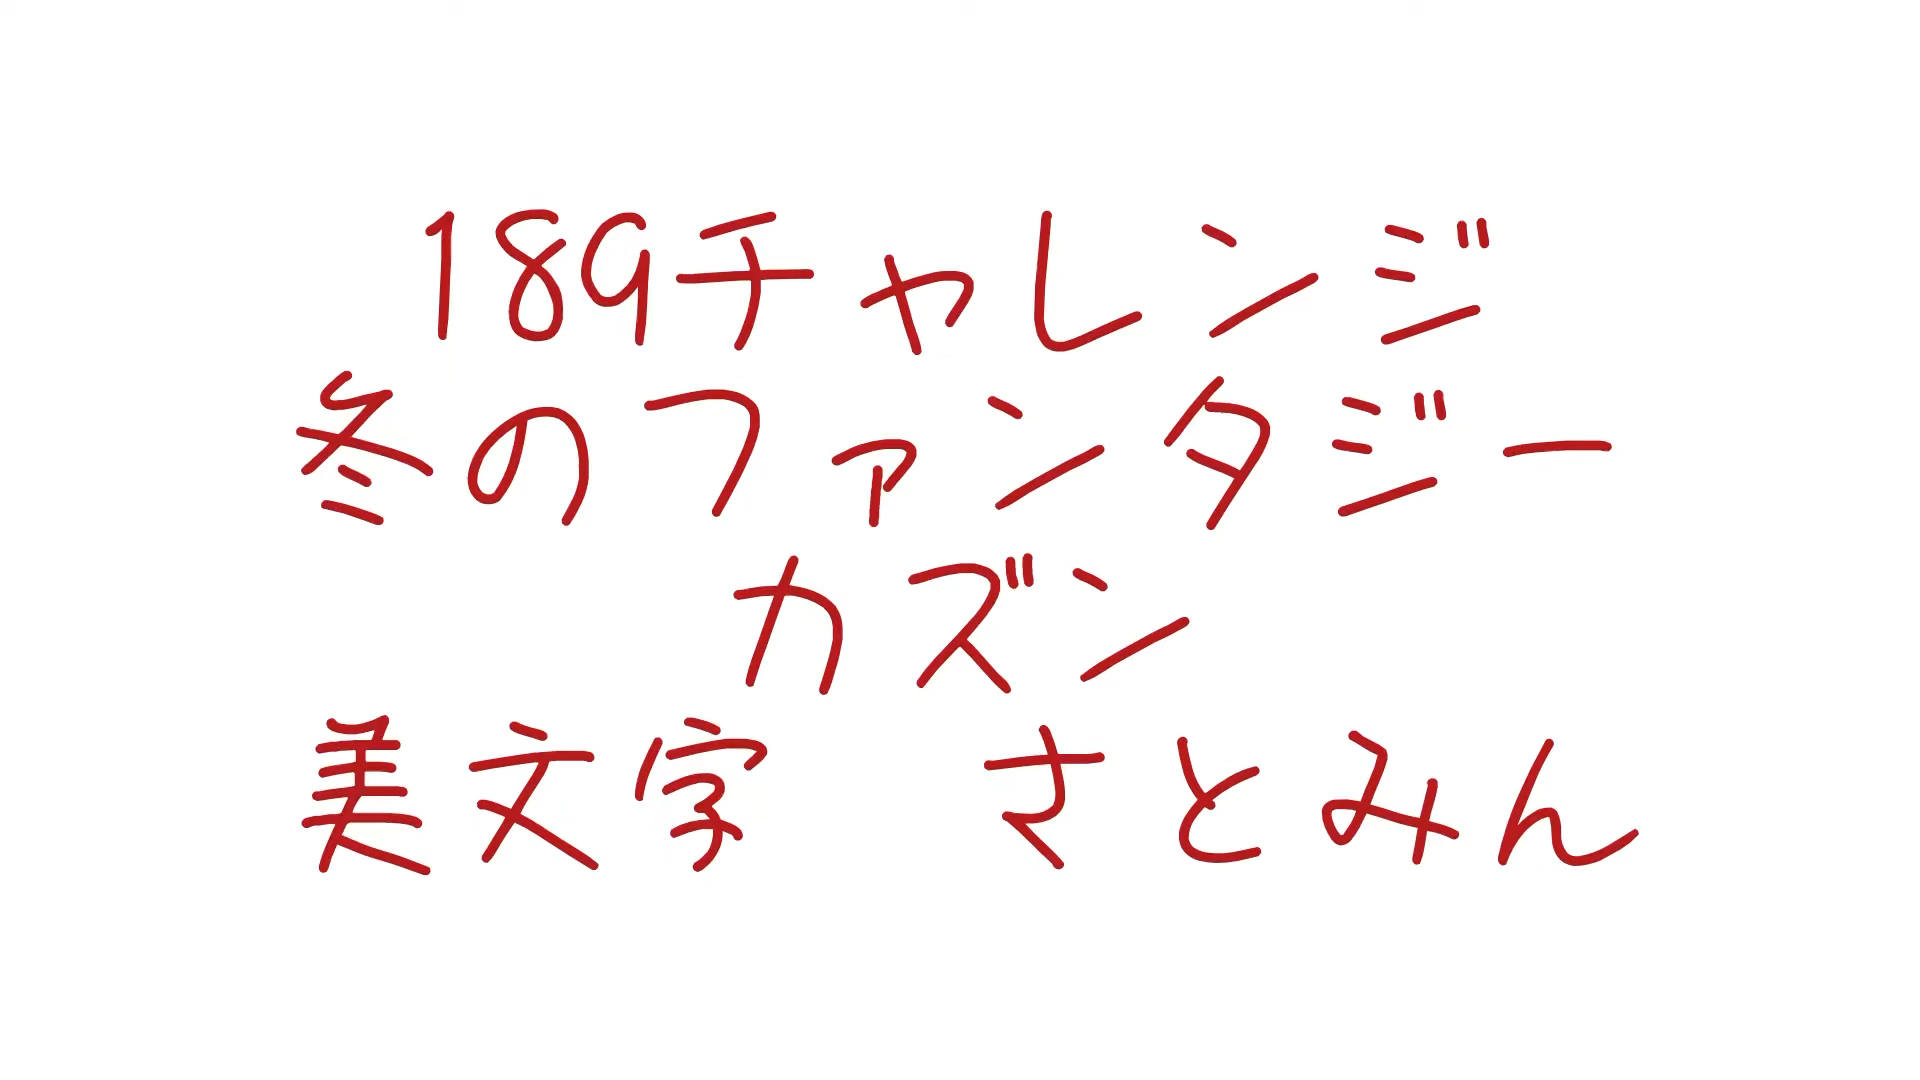 189チャレンジ
冬のファンタジー
カズン
美文字　さとみん